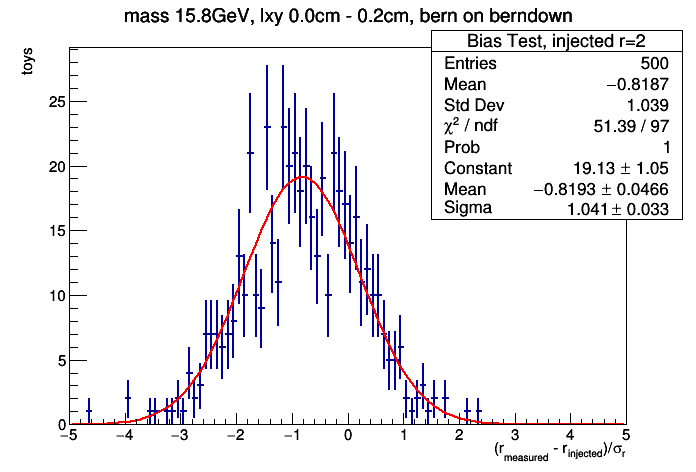 mass 15.8GeV, lxy 0.0cm - 0.2cm, bern on berndown
Bias Test, injected r=2
Entries 500
Mean −0.8187
Std Dev 1.039
χ² / ndf 51.39 / 97
Prob 1
Constant 19.13 ± 1.05
Mean −0.8193 ± 0.0466
Sigma 1.041 ± 0.033
toys
25
20
15
10
5
0
−5 −4 −3 −2 −1 0 1 2 3 4 5
(r_measured - r_injected)/σ_r